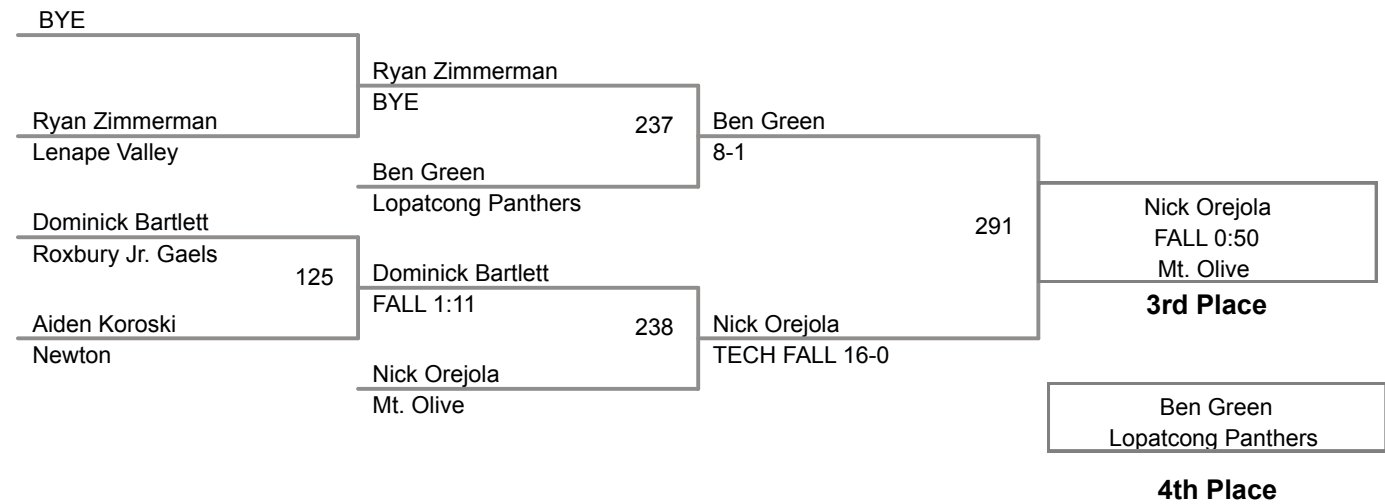 BYE
Ryan Zimmerman
BYE
Ryan Zimmerman
Lenape Valley
237
Ben Green
8-1
Ben Green
Lopatcong Panthers
Dominick Bartlett
Roxbury Jr. Gaels
125
Dominick Bartlett
FALL 1:11
Aiden Koroski
Newton
238
Nick Orejola
TECH FALL 16-0
Nick Orejola
Mt. Olive
291
Nick Orejola
FALL 0:50
Mt. Olive
3rd Place
Ben Green
Lopatcong Panthers
4th Place